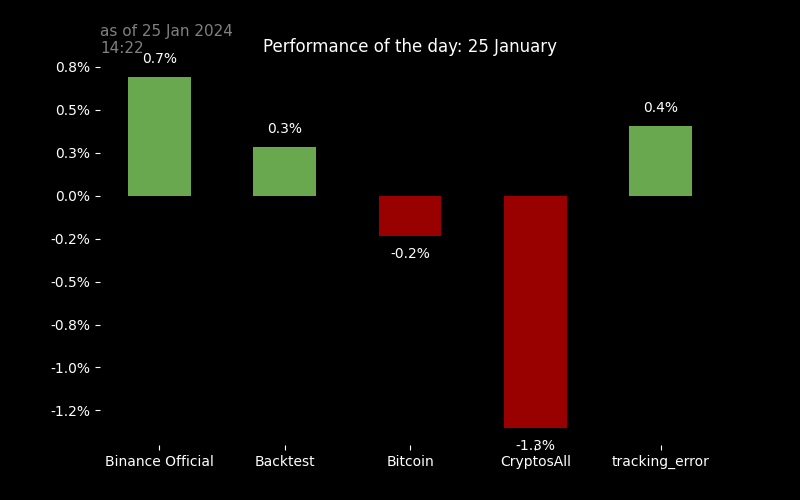 as of 25 Jan 2024
14:22
Performance of the day: 25 January
0.8%
0.5%
0.3%
0.0%
-0.2%
-0.5%
-0.8%
-1.0%
-1.2%
0.7%
0.3%
-0.2%
-1.3%
0.4%
Binance Official
Backtest
Bitcoin
CryptosAll
tracking_error